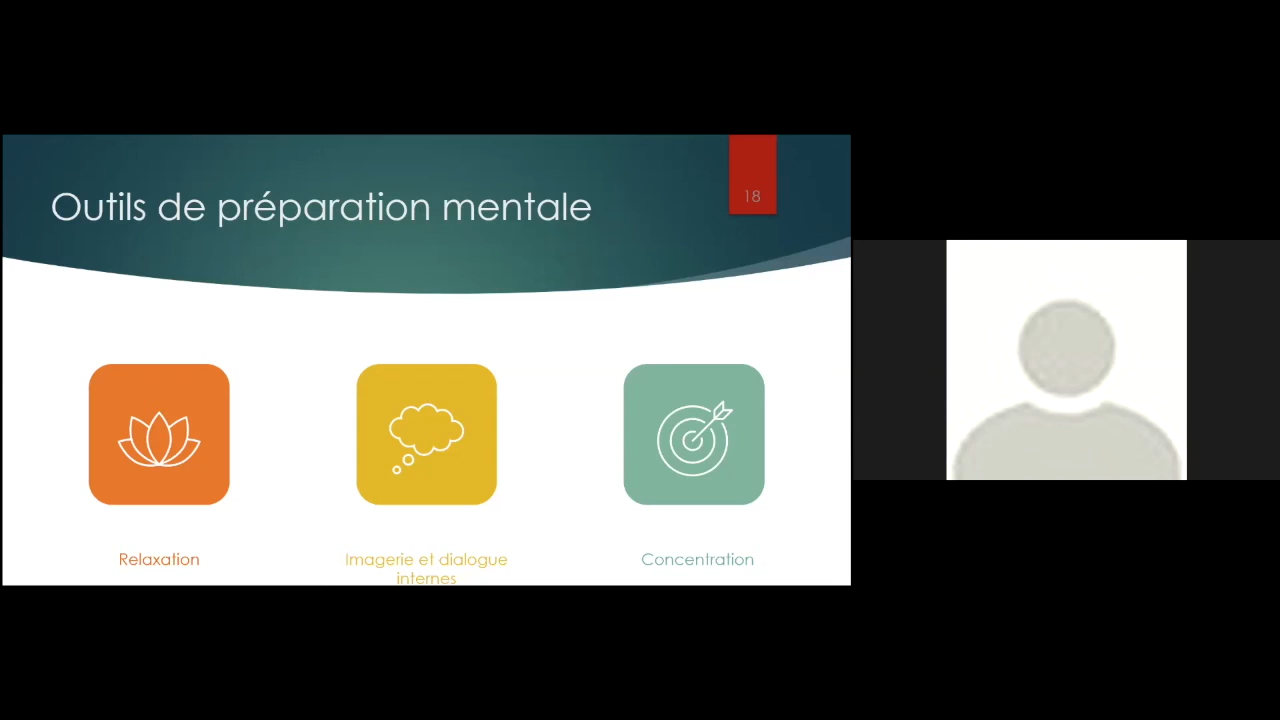 Outils de préparation mentale
18
Relaxation
Imagerie et dialogue
internes
Concentration